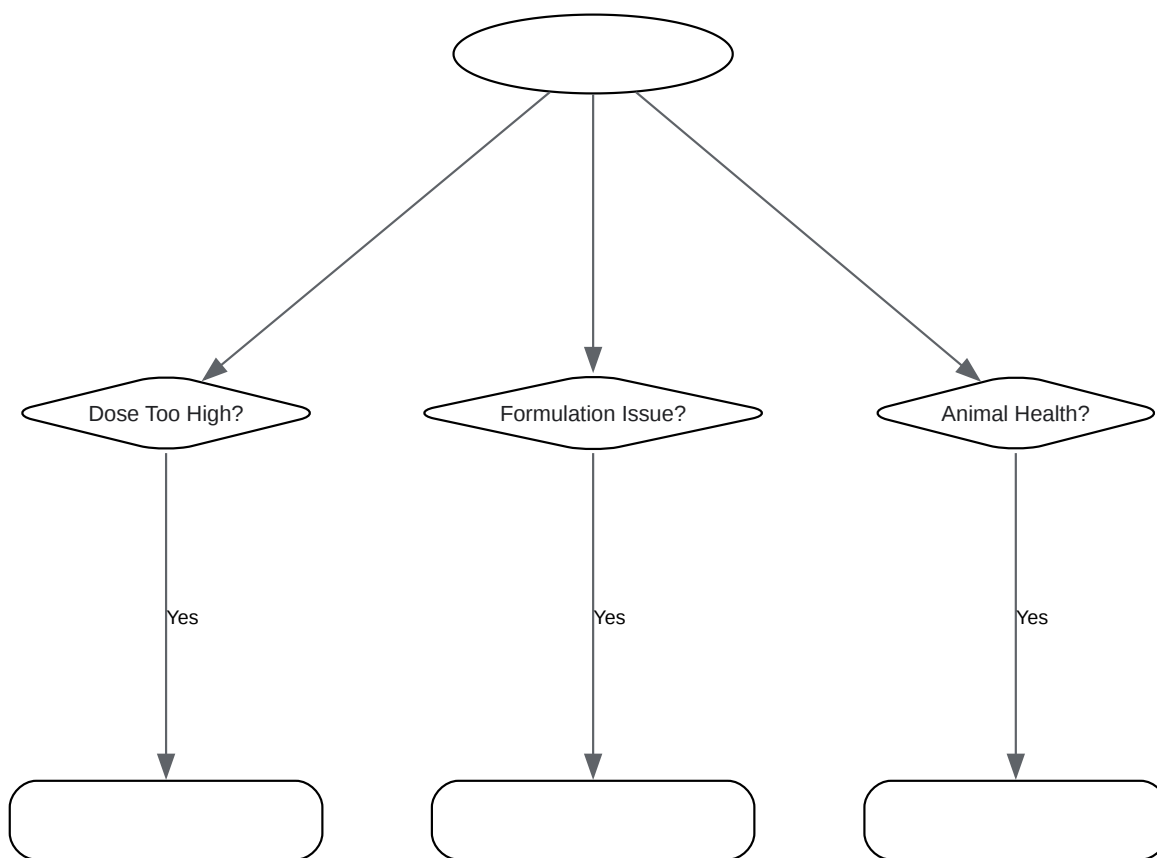 Dose Too High?
Formulation Issue?
Animal Health?
Yes
Yes
Yes